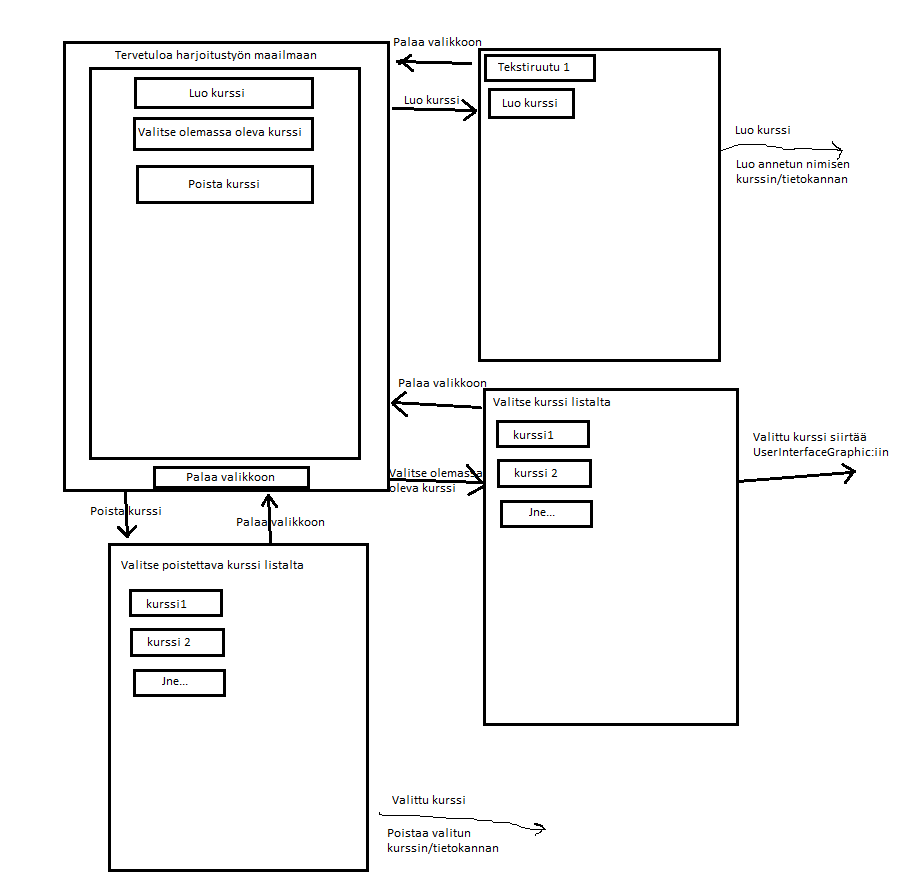 Tervetuloa harjoitustyön maailmaan
Luo kurssi
Valitse olemassa oleva kurssi
Poista kurssi
Palaa valikkoon
Palaa valikkoon
Luo kurssi
Tekstiruutu 1
Luo kurssi
Luo kurssi
Luo annetun nimisen
kurssin/tietokannan
Palaa valikkoon
Valitse olemassa
oleva kurssi
Valitse kurssi listalta
kurssi1
kurssi 2
Jne...
Valittu kurssi siirtää
UserInterfaceGraphic:iin
Poista kurssi
Palaa valikkoon
Valitse poistettava kurssi listalta
kurssi1
kurssi 2
Jne...
Valittu kurssi
Poistaa valitun
kurssin/tietokannan